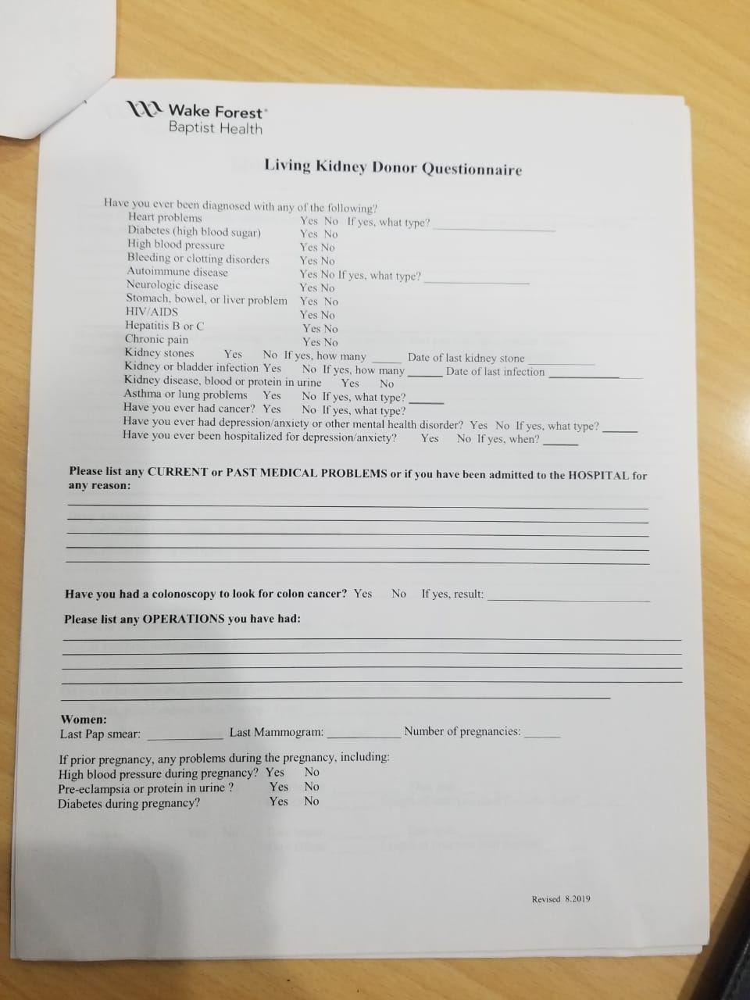 Wake Forest®
Baptist Health
Living Kidney Donor Questionnaire
Have you ever been diagnosed with any of the following?
Heart problems Yes No If yes, what type? ____________________
Diabetes (high blood sugar) Yes No
High blood pressure Yes No
Bleeding or clotting disorders Yes No
Autoimmune disease Yes No If yes, what type? _________________
Neurologic disease Yes No
Stomach, bowel, or liver problem Yes No
HIV/AIDS Yes No
Hepatitis B or C Yes No
Chronic pain Yes No
Kidney stones Yes No If yes, how many _____ Date of last kidney stone ___________
Kidney or bladder infection Yes No If yes, how many ______ Date of last infection _______________
Kidney disease, blood or protein in urine Yes No
Asthma or lung problems Yes No If yes, what type? ______
Have you ever had cancer? Yes No If yes, what type?
Have you ever had depression/anxiety or other mental health disorder? Yes No If yes, what type? ______
Have you ever been hospitalized for depression/anxiety? Yes No If yes, when? ______
Please list any CURRENT or PAST MEDICAL PROBLEMS or if you have been admitted to the HOSPITAL for
any reason:
Have you had a colonoscopy to look for colon cancer? Yes No If yes, result: ___________________________
Please list any OPERATIONS you have had:
Women:
Last Pap smear: _____________ Last Mammogram: _____________ Number of pregnancies: ______
If prior pregnancy, any problems during the pregnancy, including:
High blood pressure during pregnancy? Yes No
Pre-eclampsia or protein in urine ? Yes No
Diabetes during pregnancy? Yes No
Revised 8.2019